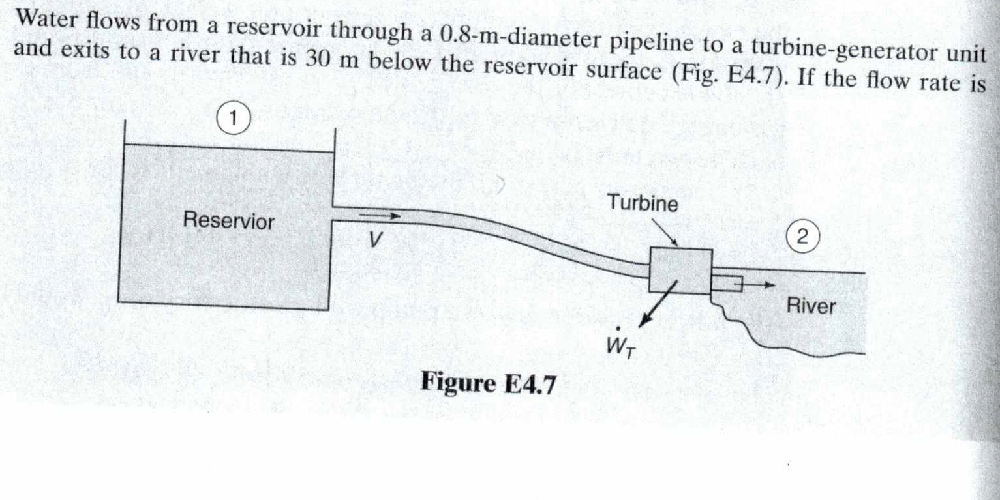 Water flows from a reservoir through a 0.8-m-diameter pipeline to a turbine-generator unit
and exits to a river that is 30 m below the reservoir surface (Fig. E4.7). If the flow rate is
1
Reservior
V
Turbine
2
River
ẆT
Figure E4.7